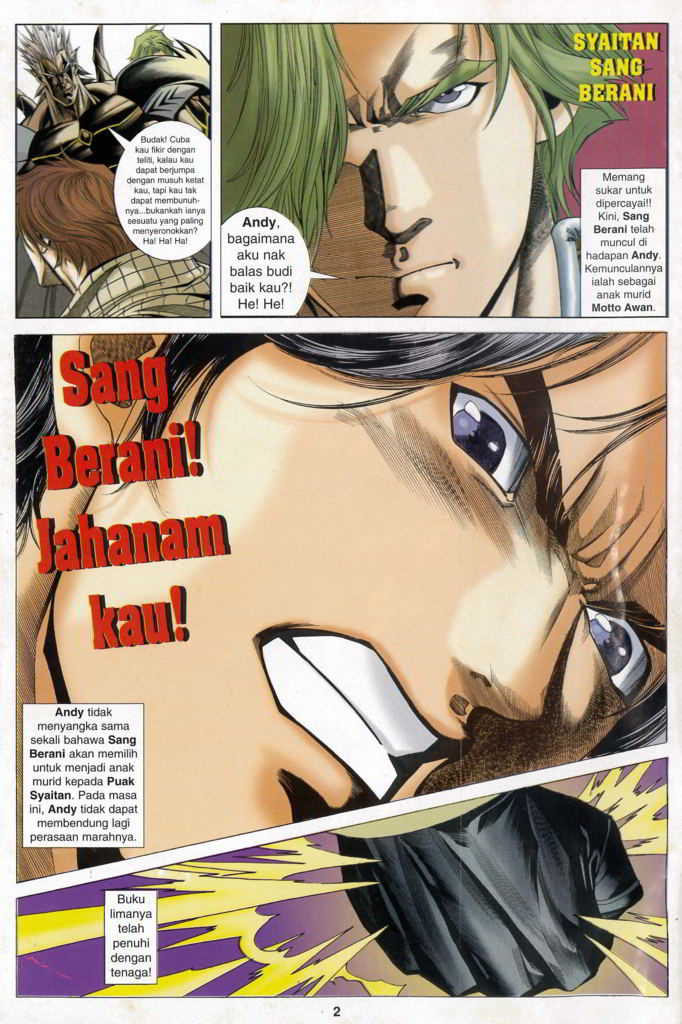 Budak! Cuba
kau fikir dengan
teliti, kalau kau
dapat berjumpa
dengan musuh ketat
kau, tapi kau tak
dapat membunuh-
nya...bukankah ianya
sesuatu yang paling
menyeronokkan?
Ha! Ha! Ha!
SYAITAN
SANG
BERANI
Andy,
bagaimana
aku nak
balas budi
baik kau?!
He! He!
Memang
sukar untuk
dipercayai!!
Kini, Sang
Berani telah
muncul di
hadapan Andy.
Kemunculannya
ialah sebagai
anak murid
Motto Awan.
Sang
Berani!
Jahanam
kau!
Andy tidak
menyangka sama
sekali bahawa Sang
Berani akan memilih
untuk menjadi anak
murid kepada Puak
Syaitan. Pada masa
ini, Andy tidak dapat
membendung lagi
perasaan marahnya.
Buku
limanya
telah
penuhi
dengan
tenaga!
2